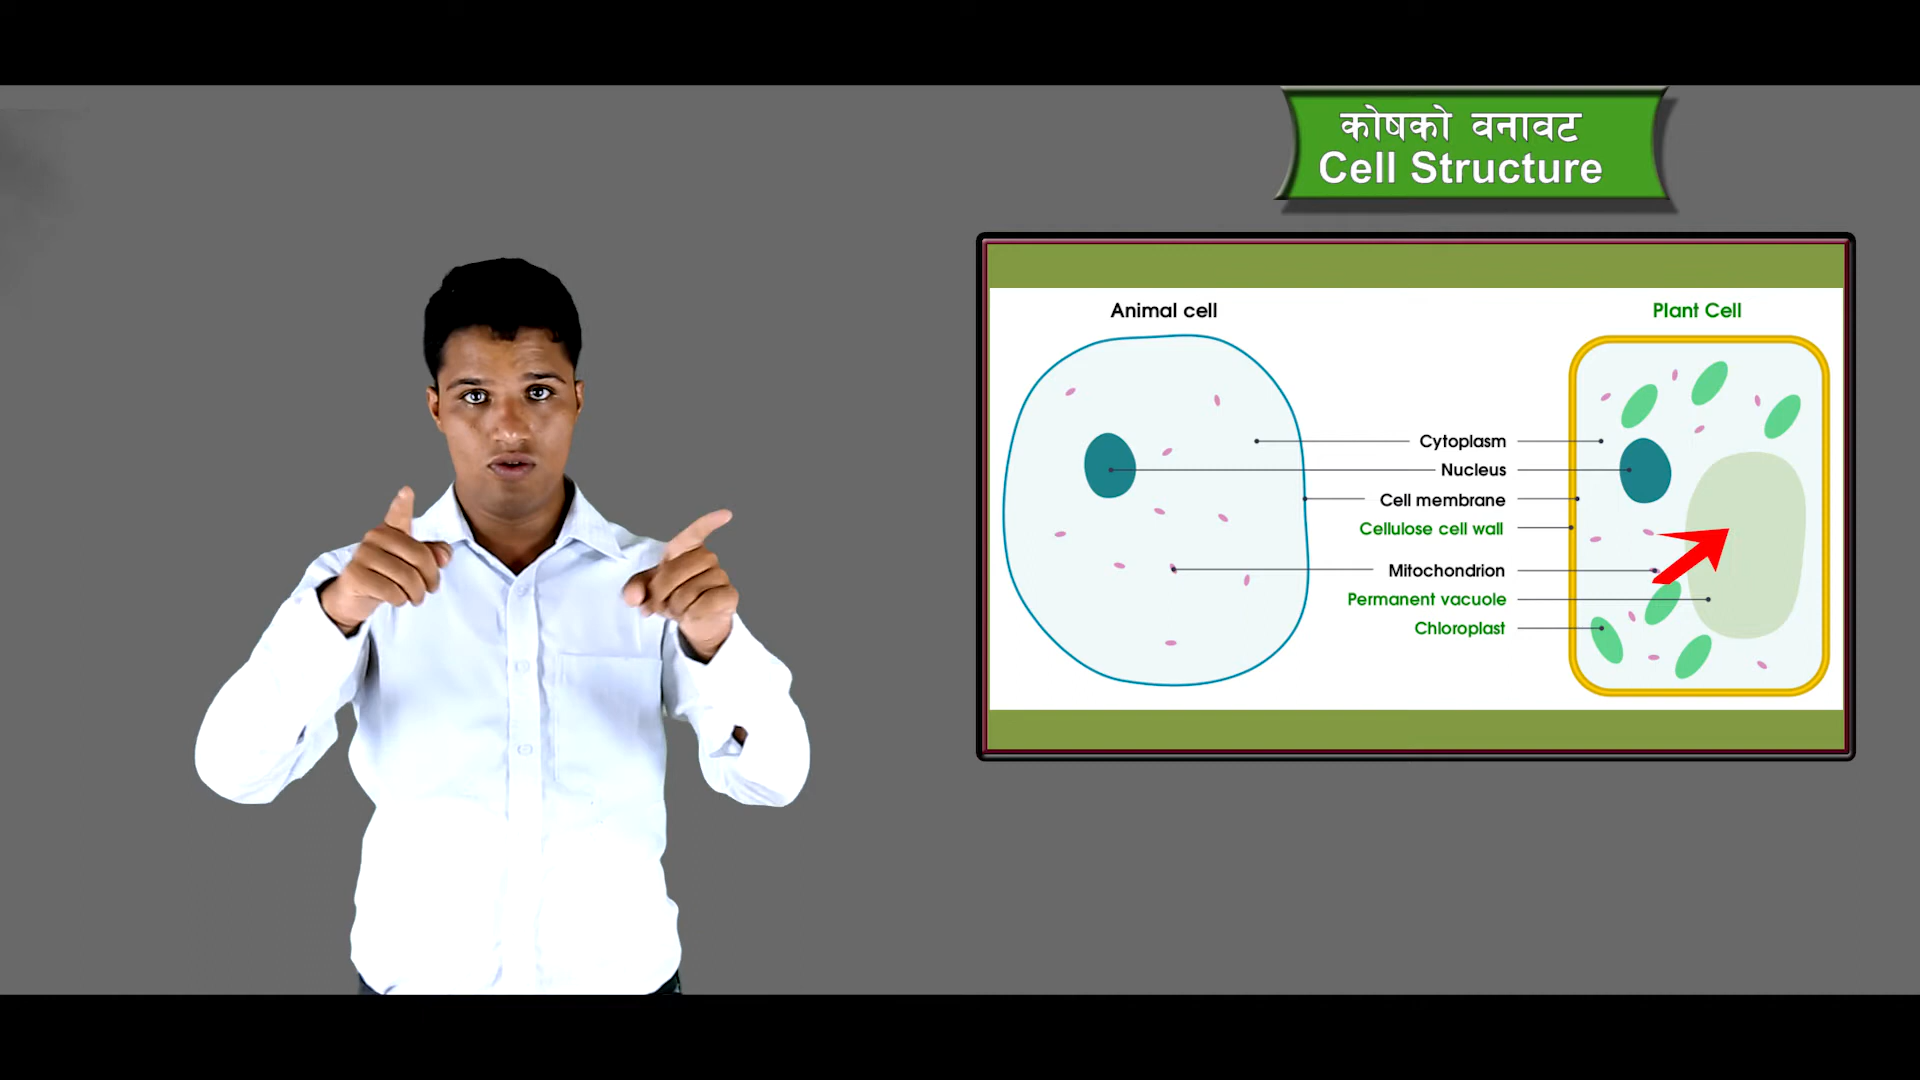 कोषको वनावट
Cell Structure
Animal cell
Plant Cell
Cytoplasm
Nucleus
Cell membrane
Cellulose cell wall
Mitochondrion
Permanent vacuole
Chloroplast